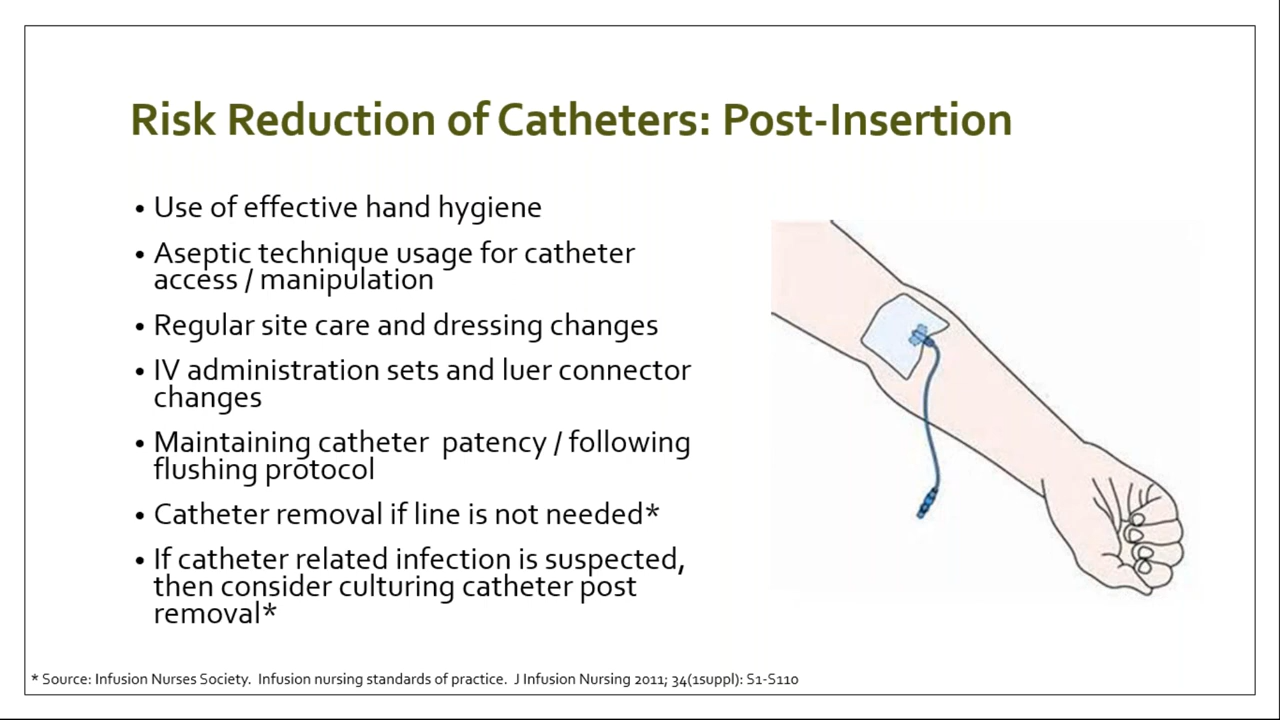 Risk Reduction of Catheters: Post-Insertion
• Use of effective hand hygiene
• Aseptic technique usage for catheter
access / manipulation
• Regular site care and dressing changes
• IV administration sets and luer connector
changes
• Maintaining catheter  patency / following
flushing protocol
• Catheter removal if line is not needed*
• If catheter related infection is suspected,
then consider culturing catheter post
removal*
* Source: Infusion Nurses Society.  Infusion nursing standards of practice.  J Infusion Nursing 2011; 34(1suppl): S1-S110